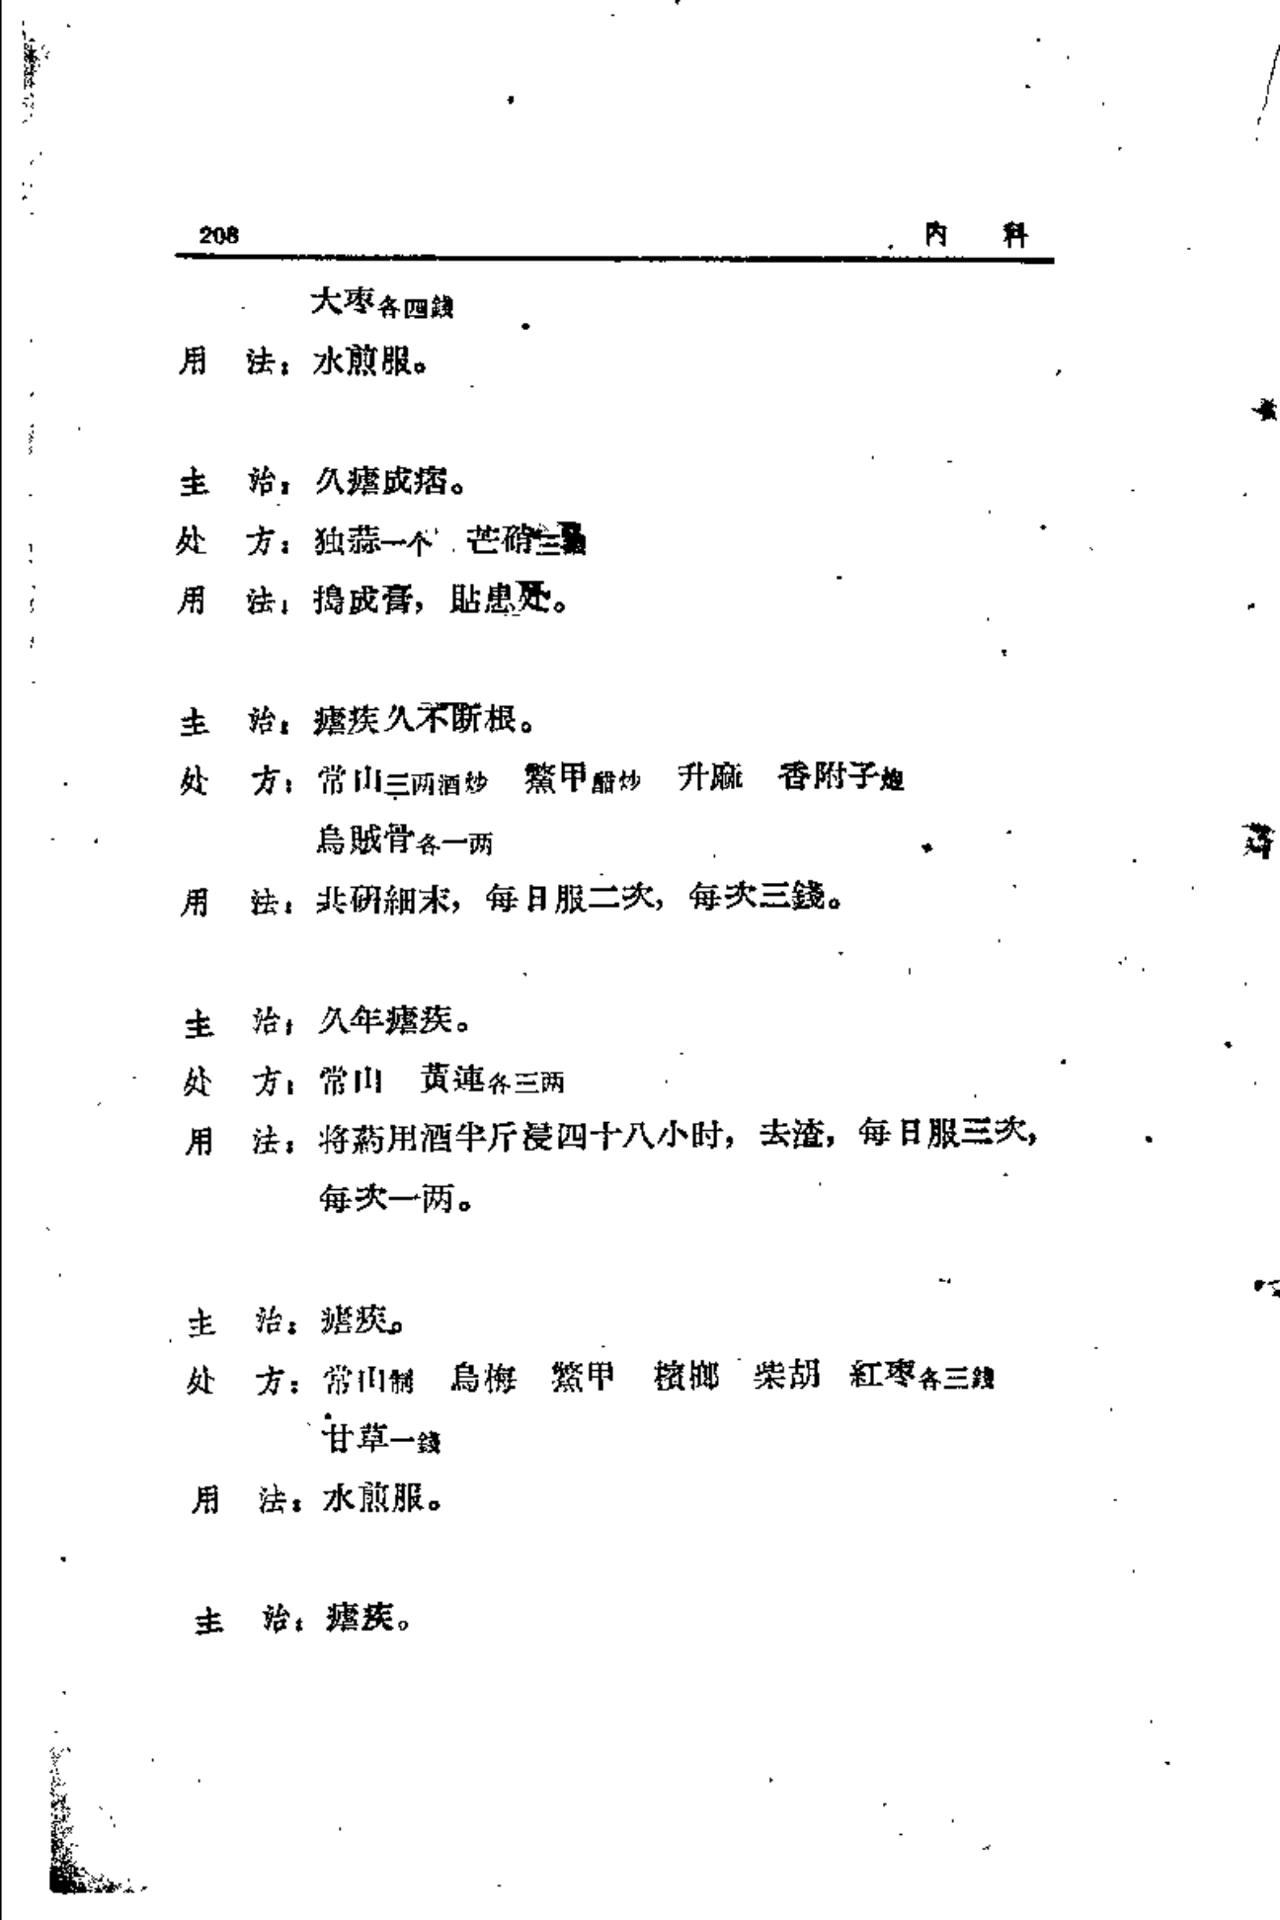 208 內 科
大枣各四錢
用 法：水煎服。
主 治：久瘧成痞。
处 方：独蒜一个 芒硝三錢
用 法：搗成膏，貼患处。
主 治：瘧疾久不断根。
处 方：常山三两酒炒 鱉甲醋炒 升麻 香附子炮
烏賊骨各一两
用 法：共研細末，每日服二次，每次三錢。
主 治：久年瘧疾。
处 方：常山 黃連各三两
用 法：将葯用酒半斤浸四十八小时，去渣，每日服三次，
每次一两。
主 治：瘧疾。
处 方：常山制 烏梅 鱉甲 檳榔 柴胡 紅枣各三錢
甘草一錢
用 法：水煎服。
主 治：瘧疾。